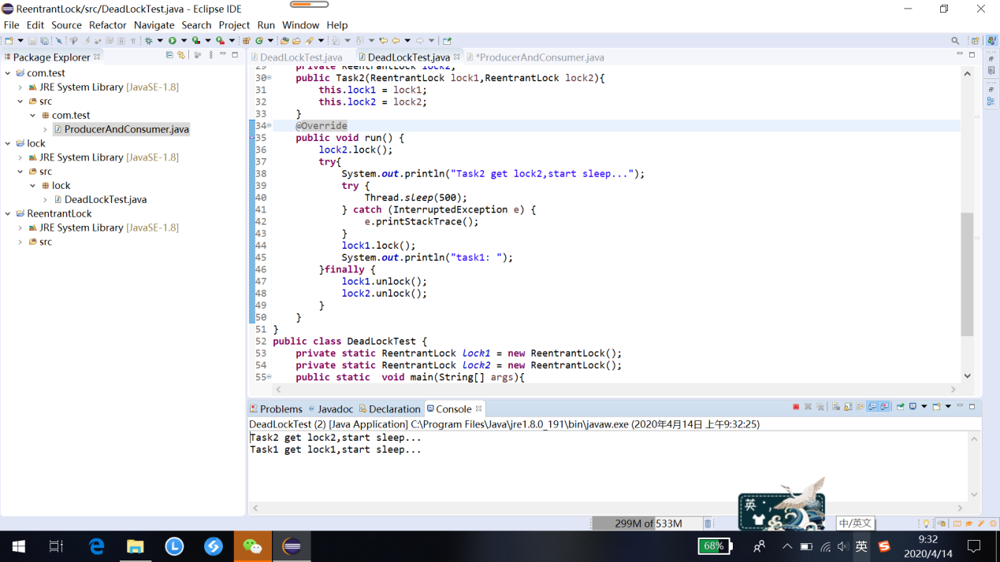 ReentrantLock/src/DeadLockTest.java - Eclipse IDE
File Edit Source Refactor Navigate Search Project Run Window Help
Package Explorer
com.test
JRE System Library [JavaSE-1.8]
src
com.test
ProducerAndConsumer.java
lock
JRE System Library [JavaSE-1.8]
src
lock
DeadLockTest.java
ReentrantLock
JRE System Library [JavaSE-1.8]
src
DeadLockTest.java DeadLockTest.java *ProducerAndConsumer.java
29 private ReentrantLock lock2;
30 public Task2(ReentrantLock lock1,ReentrantLock lock2){
31 this.lock1 = lock1;
32 this.lock2 = lock2;
33 }
34 @Override
35 public void run() {
36 lock2.lock();
37 try{
38 System.out.println("Task2 get lock2,start sleep...");
39 try {
40 Thread.sleep(500);
41 } catch (InterruptedException e) {
42 e.printStackTrace();
43 }
44 lock1.lock();
45 System.out.println("task1: ");
46 }finally {
47 lock1.unlock();
48 lock2.unlock();
49 }
50 }
51 }
52 public class DeadLockTest {
53 private static ReentrantLock lock1 = new ReentrantLock();
54 private static ReentrantLock lock2 = new ReentrantLock();
55 public static  void main(String[] args){
Problems Javadoc Declaration Console
DeadLockTest (2) [Java Application] C:\Program Files\Java\jre1.8.0_191\bin\javaw.exe (2020年4月14日 上午9:32:25)
Task2 get lock2,start sleep...
Task1 get lock1,start sleep...
英
299M of 533M
中/英文
68%
英
9:32
2020/4/14